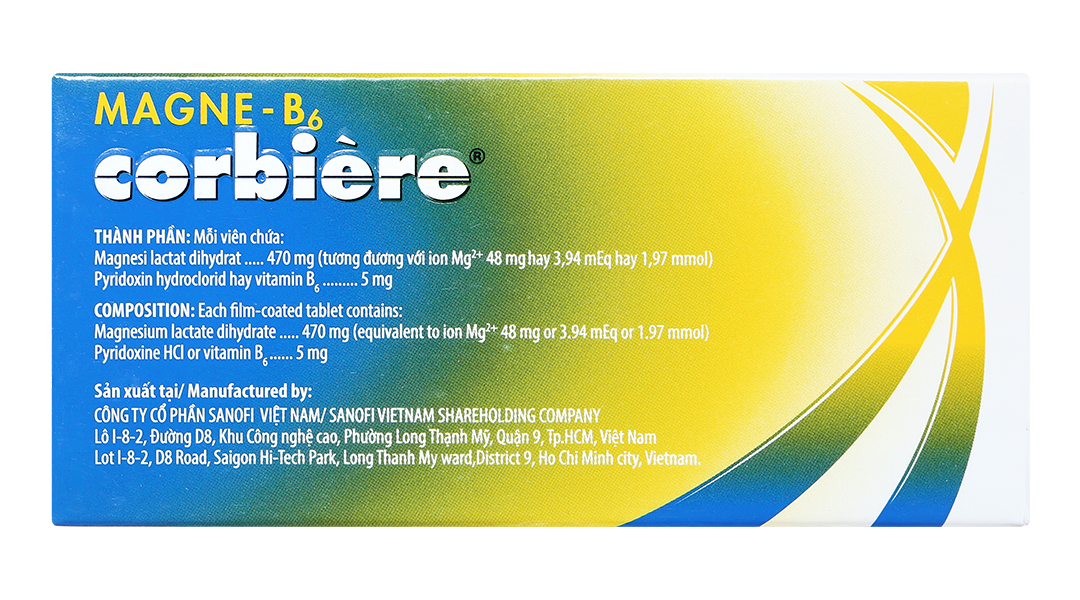 MAGNE - B6
corbière®
THÀNH PHẦN: Mỗi viên chứa:
Magnesi lactat dihydrat ..... 470 mg (tương đương với ion Mg2+ 48 mg hay 3,94 mEq hay 1,97 mmol)
Pyridoxin hydroclorid hay vitamin B6 ......... 5 mg
COMPOSITION: Each film-coated tablet contains:
Magnesium lactate dihydrate ..... 470 mg (equivalent to ion Mg2+ 48 mg or 3.94 mEq or 1.97 mmol)
Pyridoxine HCl or vitamin B6 ...... 5 mg
Sản xuất tại/ Manufactured by:
CÔNG TY CỔ PHẦN SANOFI VIỆT NAM/ SANOFI VIETNAM SHAREHOLDING COMPANY
Lô I-8-2, Đường D8, Khu Công nghệ cao, Phường Long Thạnh Mỹ, Quận 9, Tp.HCM, Việt Nam
Lot I-8-2, D8 Road, Saigon Hi-Tech Park, Long Thanh My ward,District 9, Ho Chi Minh city, Vietnam.